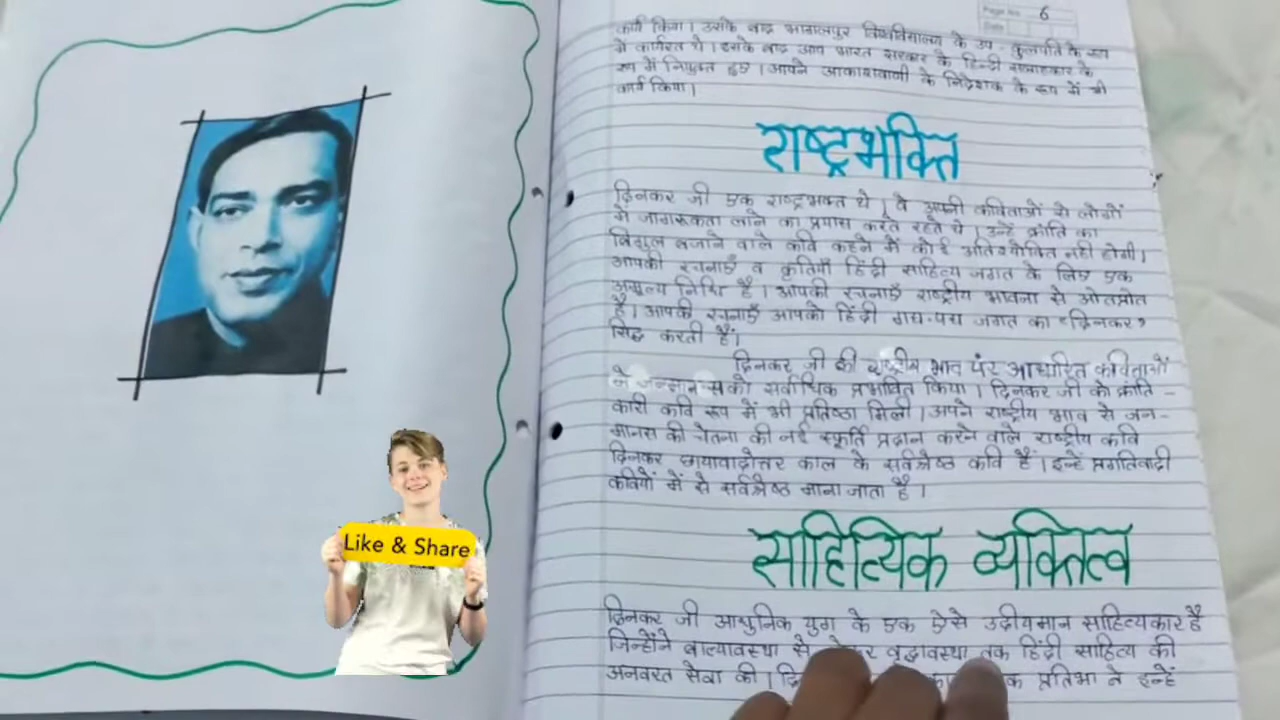 Like & Share
Page No. 6
Date
कार्य किया। उसके बाद भागलपुर विश्वविद्यालय के उप-कुलपति के रूप
में कार्यरत थे। इसके बाद आप भारत सरकार के हिन्दी सलाहकार के
रूप में नियुक्त हुए। आपने आकाशवाणी के निदेशक के रूप में भी
कार्य किया।
राष्ट्रभक्ति
दिनकर जी एक राष्ट्रभक्त थे। वे अपनी कविताओं से लोगों
में जागरूकता लाने का प्रयास करते रहते थे। उन्हें क्रांति का
बिगुल बजाने वाले कवि कहने में कोई अतिश्योक्ति नहीं होगी।
आपकी रचनाएँ व कृतियाँ हिंदी साहित्य जगत के लिए एक
अमूल्य निधि है। आपकी रचनाएँ राष्ट्रीय भावना से ओतप्रोत
है। आपकी रचनाएँ आपको हिंदी गद्य-पद्य जगत का "दिनकर"
सिद्ध करती हैं।
दिनकर जी की राष्ट्रीय भाव पर आधारित कविताओं
ने सर्वाधिक प्रभावित किया। दिनकर जी को क्रांति -
कारी कवि रूप में भी प्रतिष्ठा मिली। अपने राष्ट्रीय भाव से जन-
मानस की चेतना की नई स्फूर्ति प्रदान करने वाले राष्ट्रीय कवि
दिनकर छायावादोत्तर काल के सर्वश्रेष्ठ कवि हैं। इन्हें प्रगतिवादी
कवियों में से सर्वश्रेष्ठ माना जाता है।
साहित्यिक व्यक्तित्व
दिनकर जी आधुनिक युग के एक ऐसे उदीयमान साहित्यकार है
जिन्होंने बाल्यावस्था से वृद्धावस्था तक हिंदी साहित्य की
अनवरत सेवा की। प्रतिभा ने इन्हें